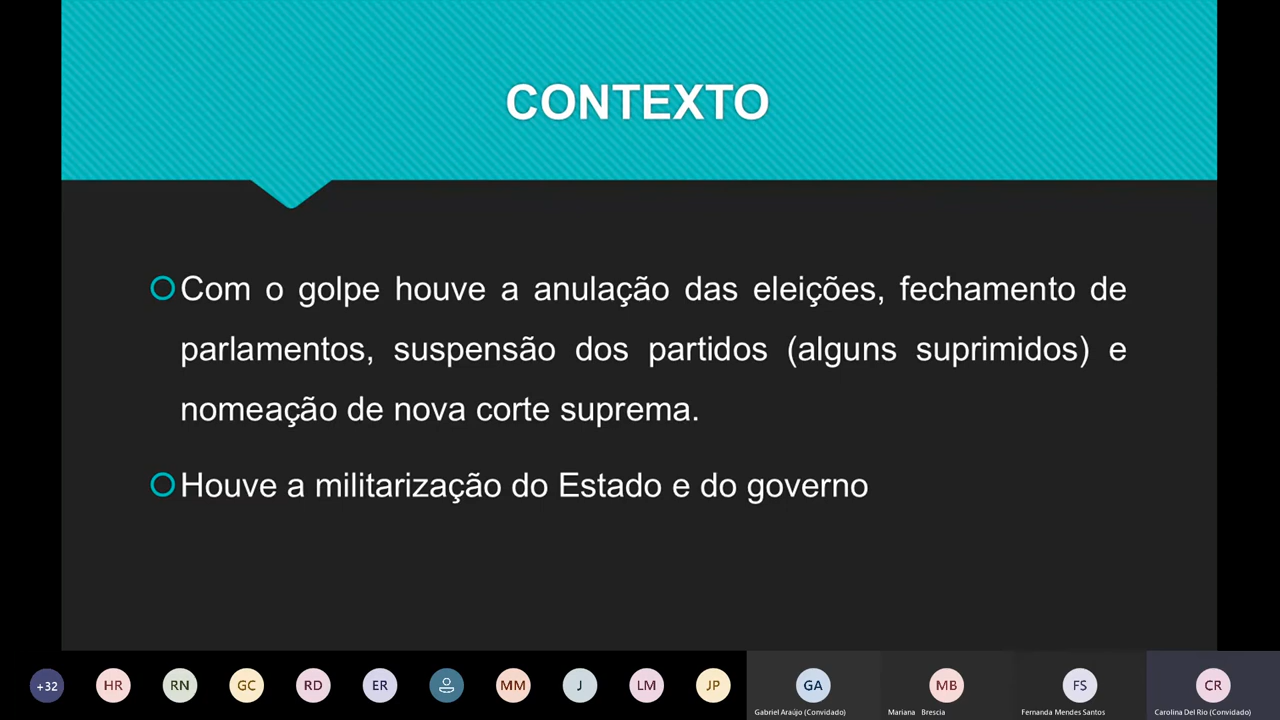 CONTEXTO
Com o golpe houve a anulação das eleições, fechamento de
parlamentos, suspensão dos partidos (alguns suprimidos) e
nomeação de nova corte suprema.
Houve a militarização do Estado e do governo
+32 HR RN GC RD ER MM J LM JP GA MB FS CR
Gabriel Araújo (Convidado) Mariana Brescia Fernanda Mendes Santos Carolina Del Rio (Convidado)